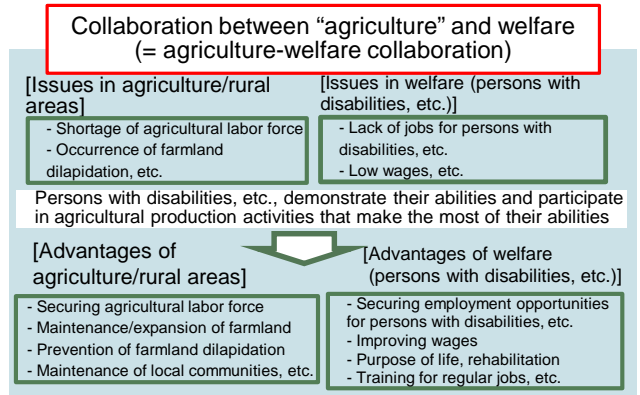 Collaboration between “agriculture” and welfare
(= agriculture-welfare collaboration)
[Issues in agriculture/rural
areas]
- Shortage of agricultural labor force
- Occurrence of farmland
dilapidation, etc.
[Issues in welfare (persons with
disabilities, etc.)]
- Lack of jobs for persons with
disabilities, etc.
- Low wages, etc.
Persons with disabilities, etc., demonstrate their abilities and participate
in agricultural production activities that make the most of their abilities
[Advantages of
agriculture/rural areas]
- Securing agricultural labor force
- Maintenance/expansion of farmland
- Prevention of farmland dilapidation
- Maintenance of local communities, etc.
[Advantages of welfare
(persons with disabilities, etc.)]
- Securing employment opportunities
for persons with disabilities, etc.
- Improving wages
- Purpose of life, rehabilitation
- Training for regular jobs, etc.